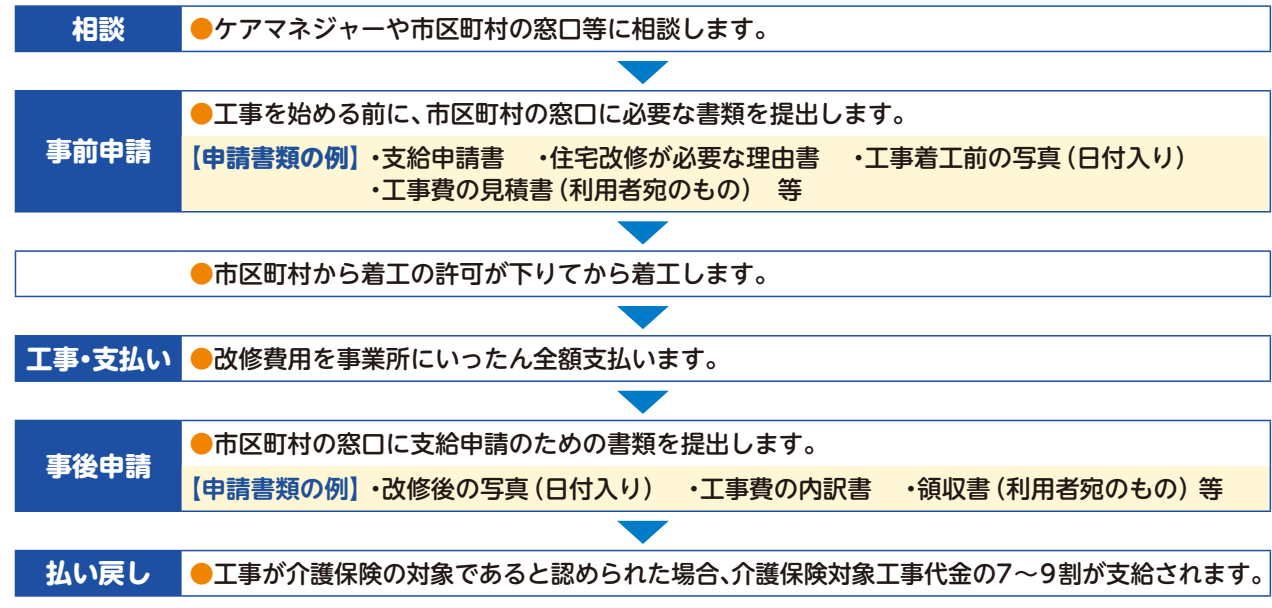 相談 ●ケアマネジャーや市区町村の窓口等に相談します。
●工事を始める前に、市区町村の窓口に必要な書類を提出します。
事前申請
【申請書類の例】・支給申請書 ・住宅改修が必要な理由書 ・工事着工前の写真(日付入り)
・工事費の見積書(利用者宛のもの) 等
●市区町村から着工の許可が下りてから着工します。
工事・支払い ●改修費用を事業所にいったん全額支払います。
●市区町村の窓口に支給申請のための書類を提出します。
事後申請
【申請書類の例】・改修後の写真(日付入り) ・工事費の内訳書 ・領収書(利用者宛のもの) 等
払い戻し ●工事が介護保険の対象であると認められた場合、介護保険対象工事代金の7～9割が支給されます。